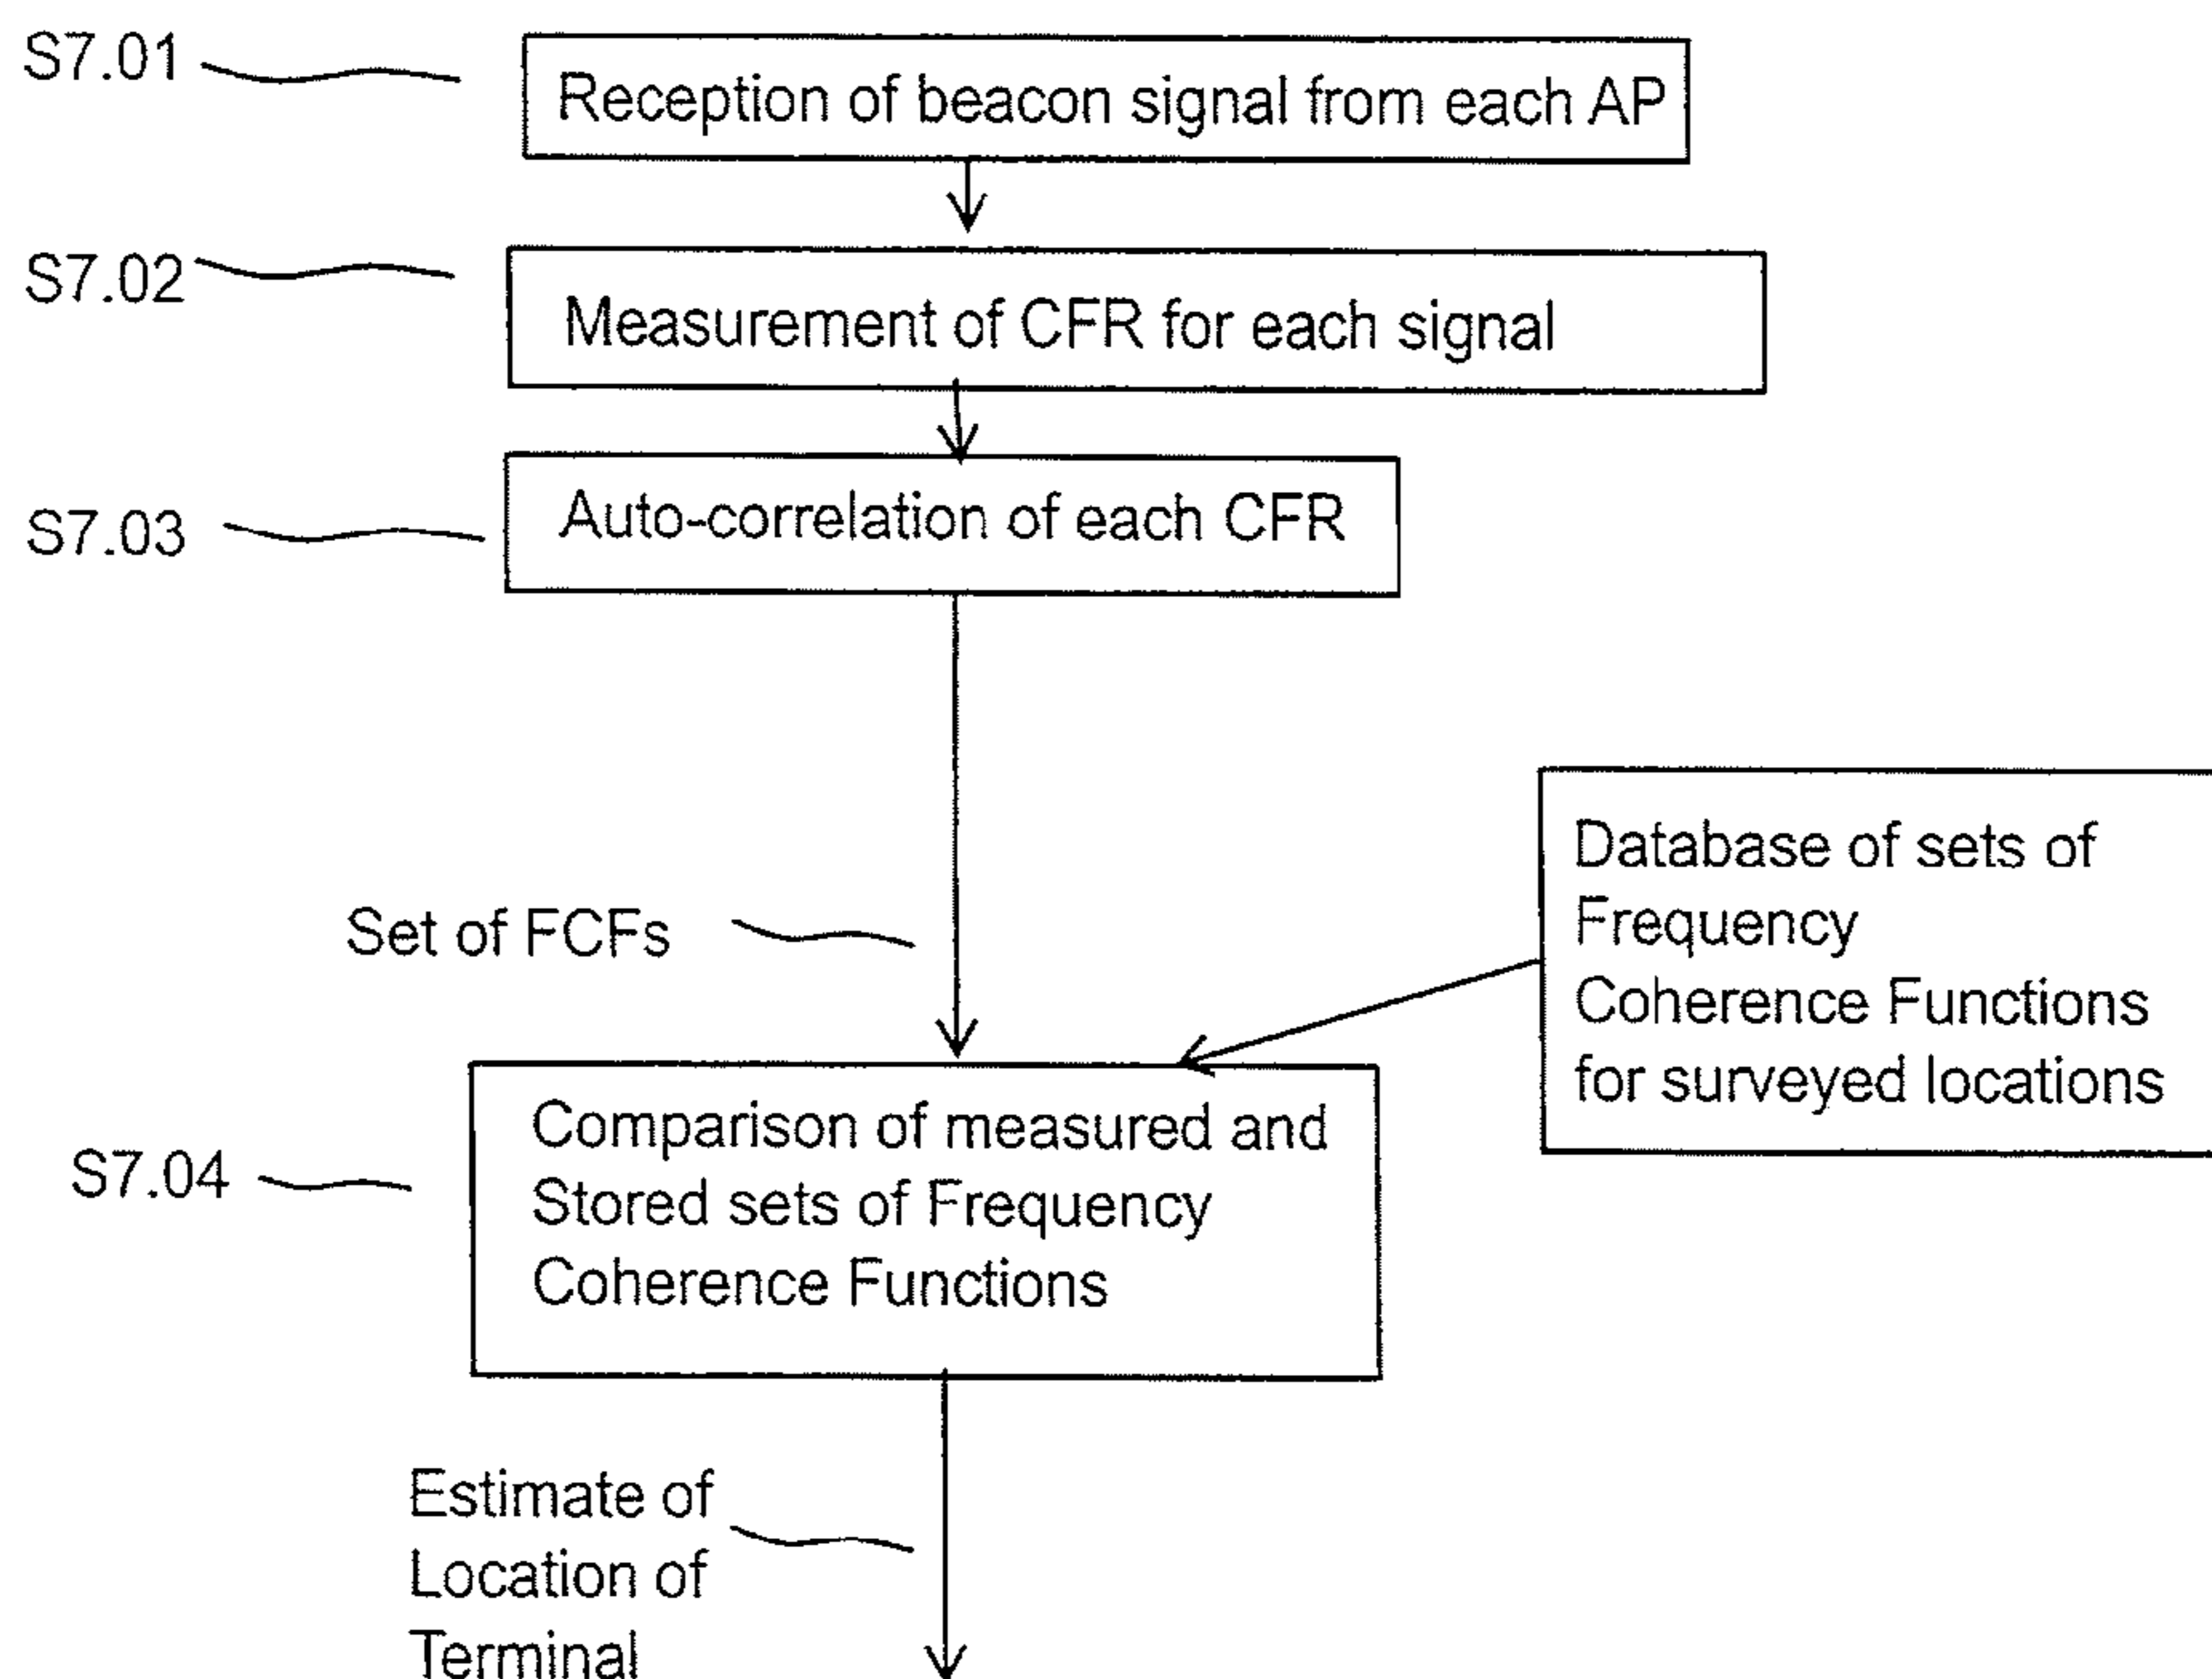 S7.01
Reception of beacon signal from each AP
S7.02
Measurement of CFR for each signal
S7.03
Auto-correlation of each CFR
Set of FCFs
Database of sets of
Frequency
Coherence Functions
for surveyed locations
S7.04
Comparison of measured and
Stored sets of Frequency
Coherence Functions
Estimate of
Location of
Terminal